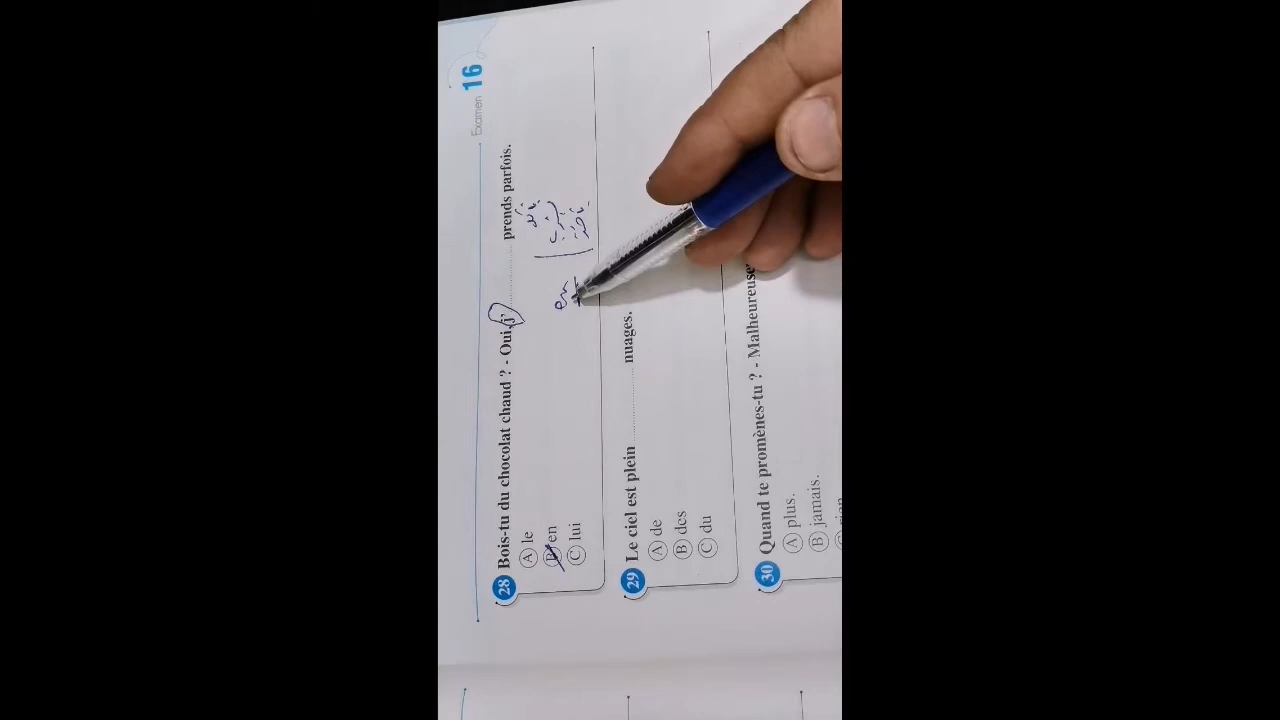 Examen 16
28 Bois-tu du chocolat chaud ? - Oui, j' .............. prends parfois.
A le
B en
C lui
en
29 Le ciel est plein .............. nuages.
A de
B des
C du
30 Quand te promènes-tu ? - Malheureuse
A plus.
B jamais.